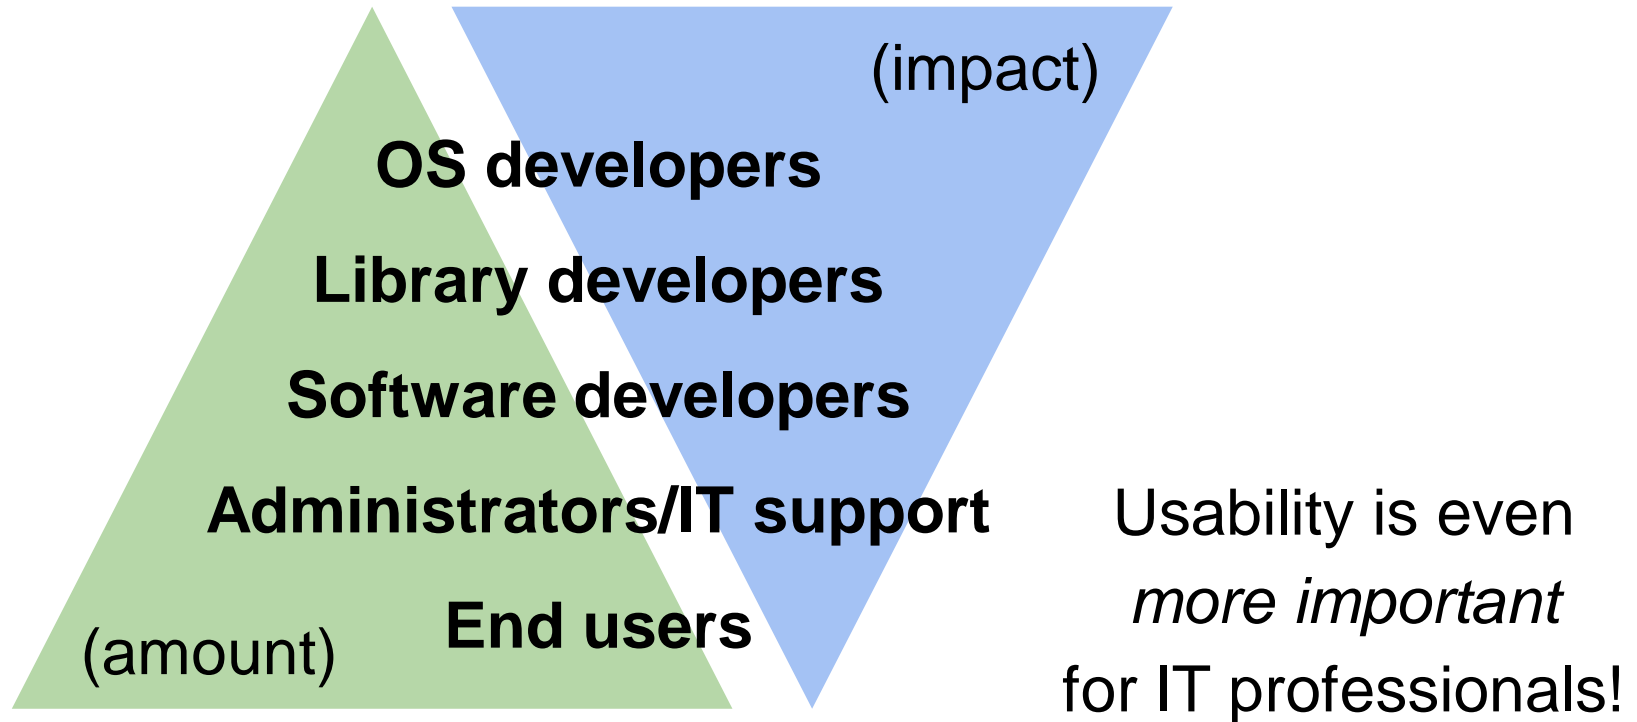 (impact)
OS developers
Library developers
Software developers
Administrators/IT support
End users
(amount)
Usability is even
more important
for IT professionals!